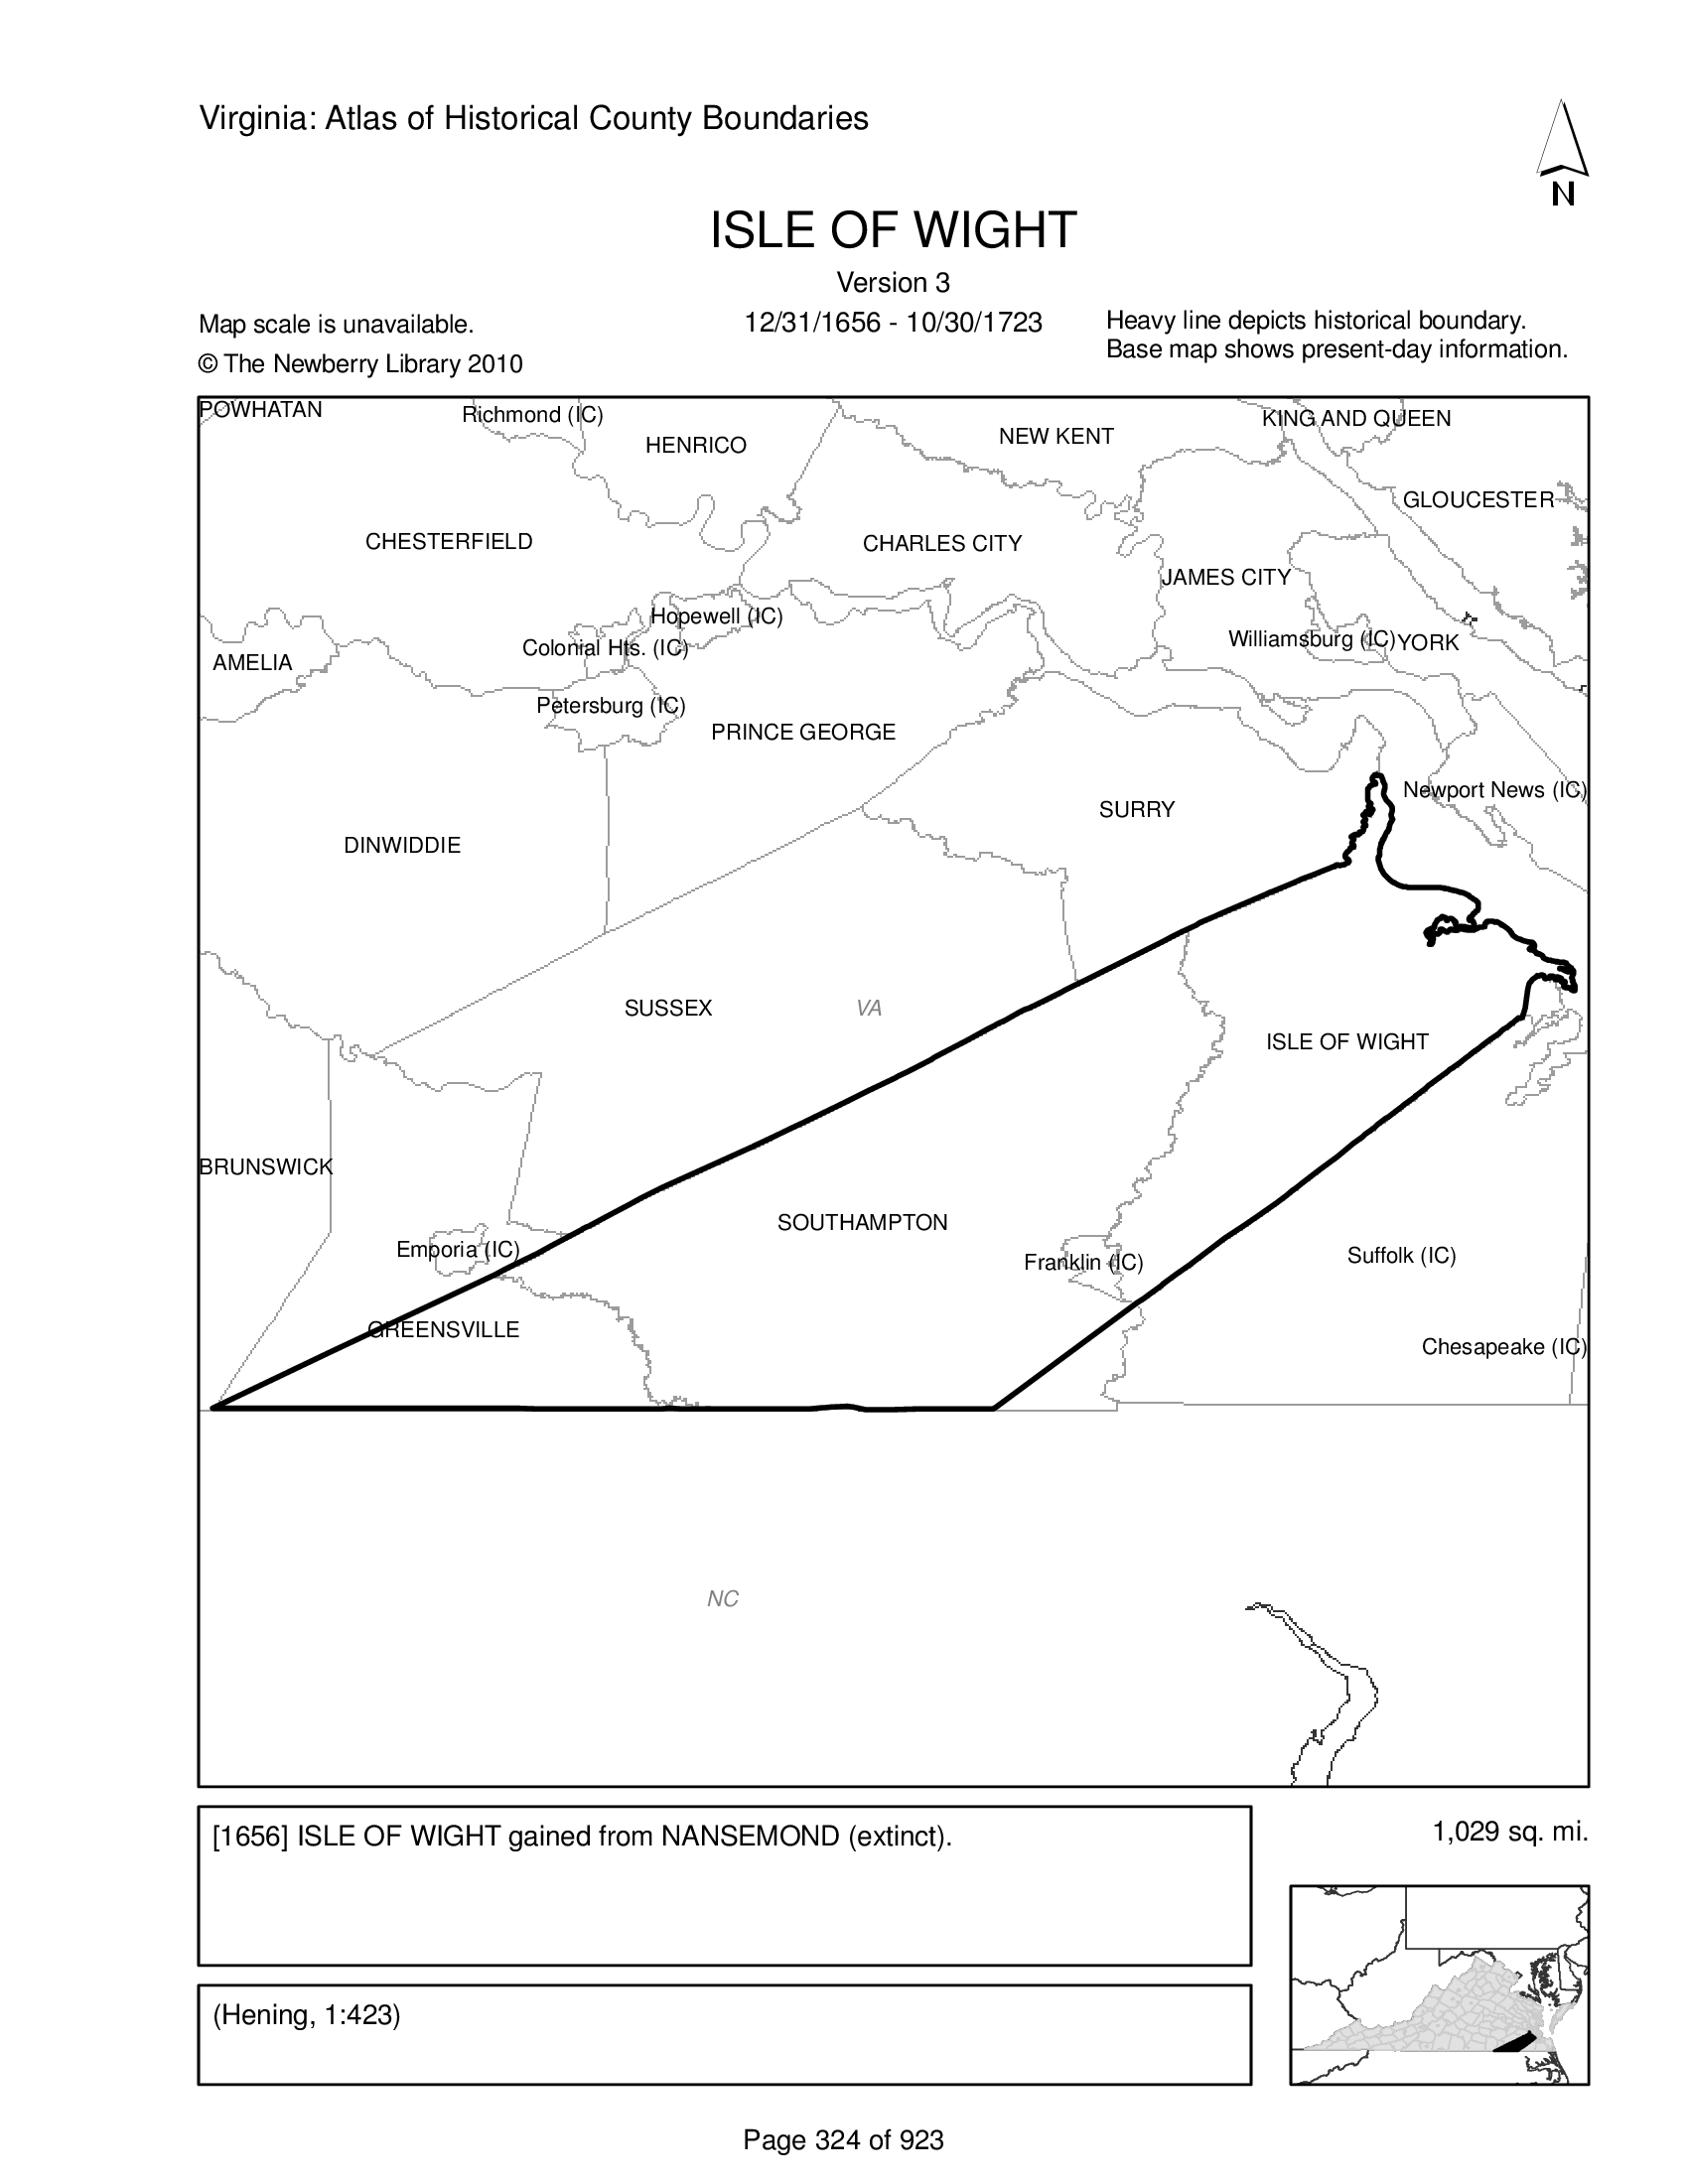 Virginia: Atlas of Historical County Boundaries
N
ISLE OF WIGHT
Version 3
12/31/1656 - 10/30/1723
Map scale is unavailable.
© The Newberry Library 2010
Heavy line depicts historical boundary.
Base map shows present-day information.
POWHATAN
Richmond (IC)
HENRICO
NEW KENT
KING AND QUEEN
GLOUCESTER
CHESTERFIELD
CHARLES CITY
JAMES CITY
Hopewell (IC)
Colonial Hts. (IC)
Williamsburg (IC)
YORK
AMELIA
Petersburg (IC)
PRINCE GEORGE
Newport News (IC)
SURRY
DINWIDDIE
SUSSEX
VA
ISLE OF WIGHT
BRUNSWICK
SOUTHAMPTON
Emporia (IC)
Franklin (IC)
Suffolk (IC)
GREENSVILLE
Chesapeake (IC)
NC
[1656] ISLE OF WIGHT gained from NANSEMOND (extinct).
1,029 sq. mi.
(Hening, 1:423)
Page 324 of 923